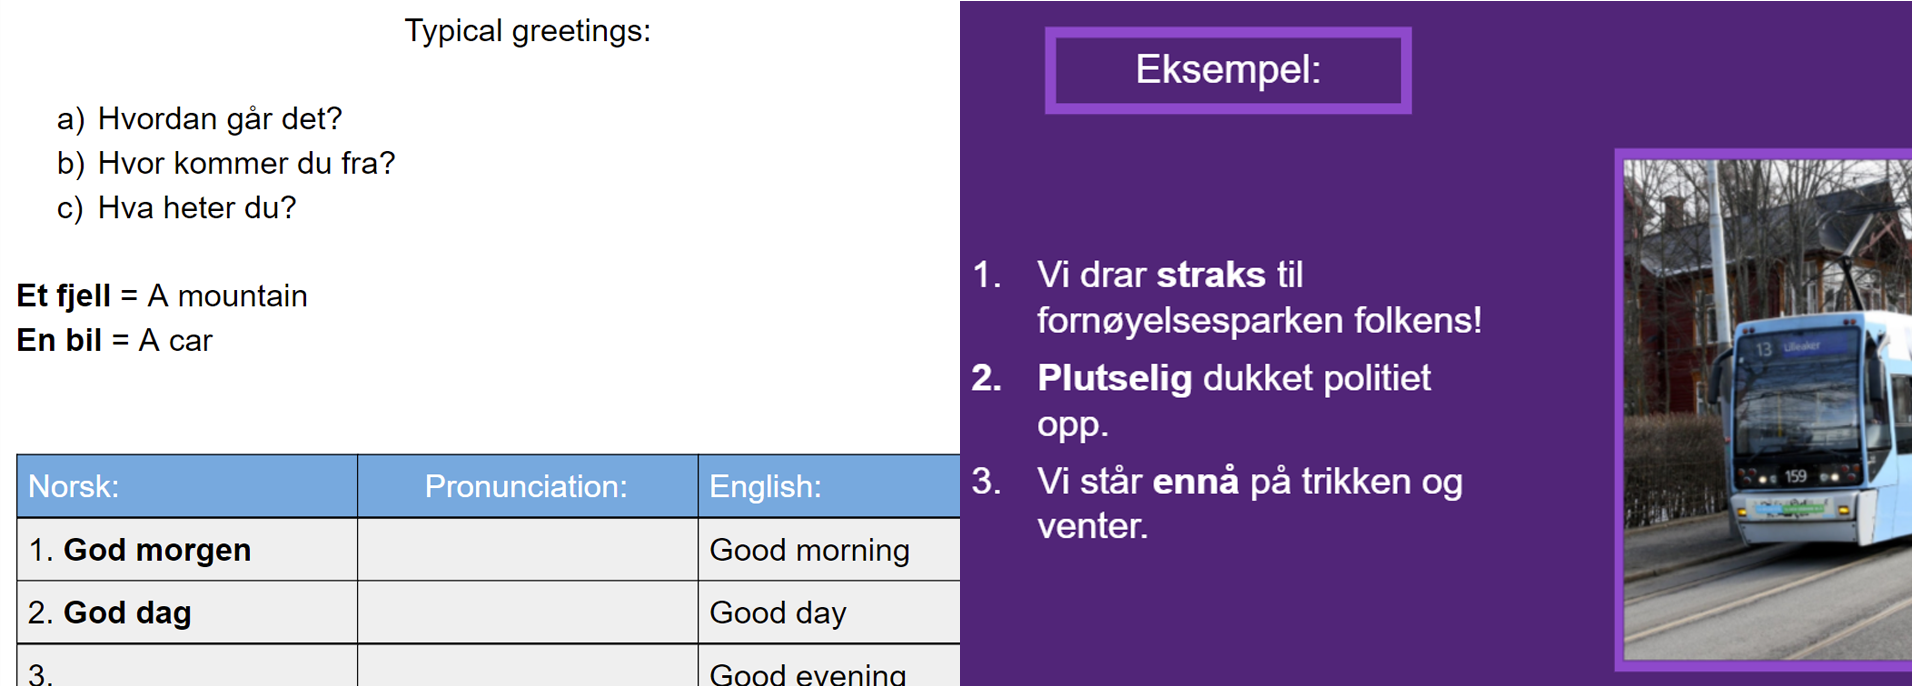 Typical greetings:
a) Hvordan går det?
b) Hvor kommer du fra?
c) Hva heter du?
Et fjell = A mountain
En bil = A car
Norsk: Pronunciation: English:
1. God morgen Good morning
2. God dag Good day
3. Good evening
Eksempel:
1. Vi drar straks til
fornøyelsesparken folkens!
2. Plutselig dukket politiet
opp.
3. Vi står ennå på trikken og
venter.
13 Lilleaker
159